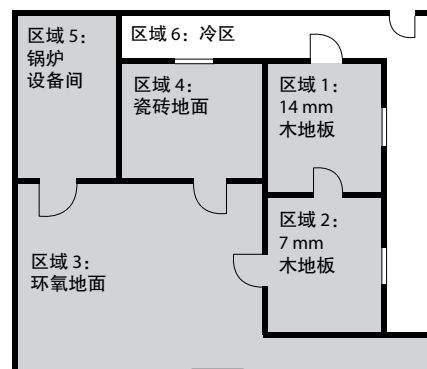 区域 5：
锅炉
设备间
区域 6：冷区
区域 4：
瓷砖地面
区域 1：
14 mm
木地板
区域 2：
7 mm
木地板
区域 3：
环氧地面